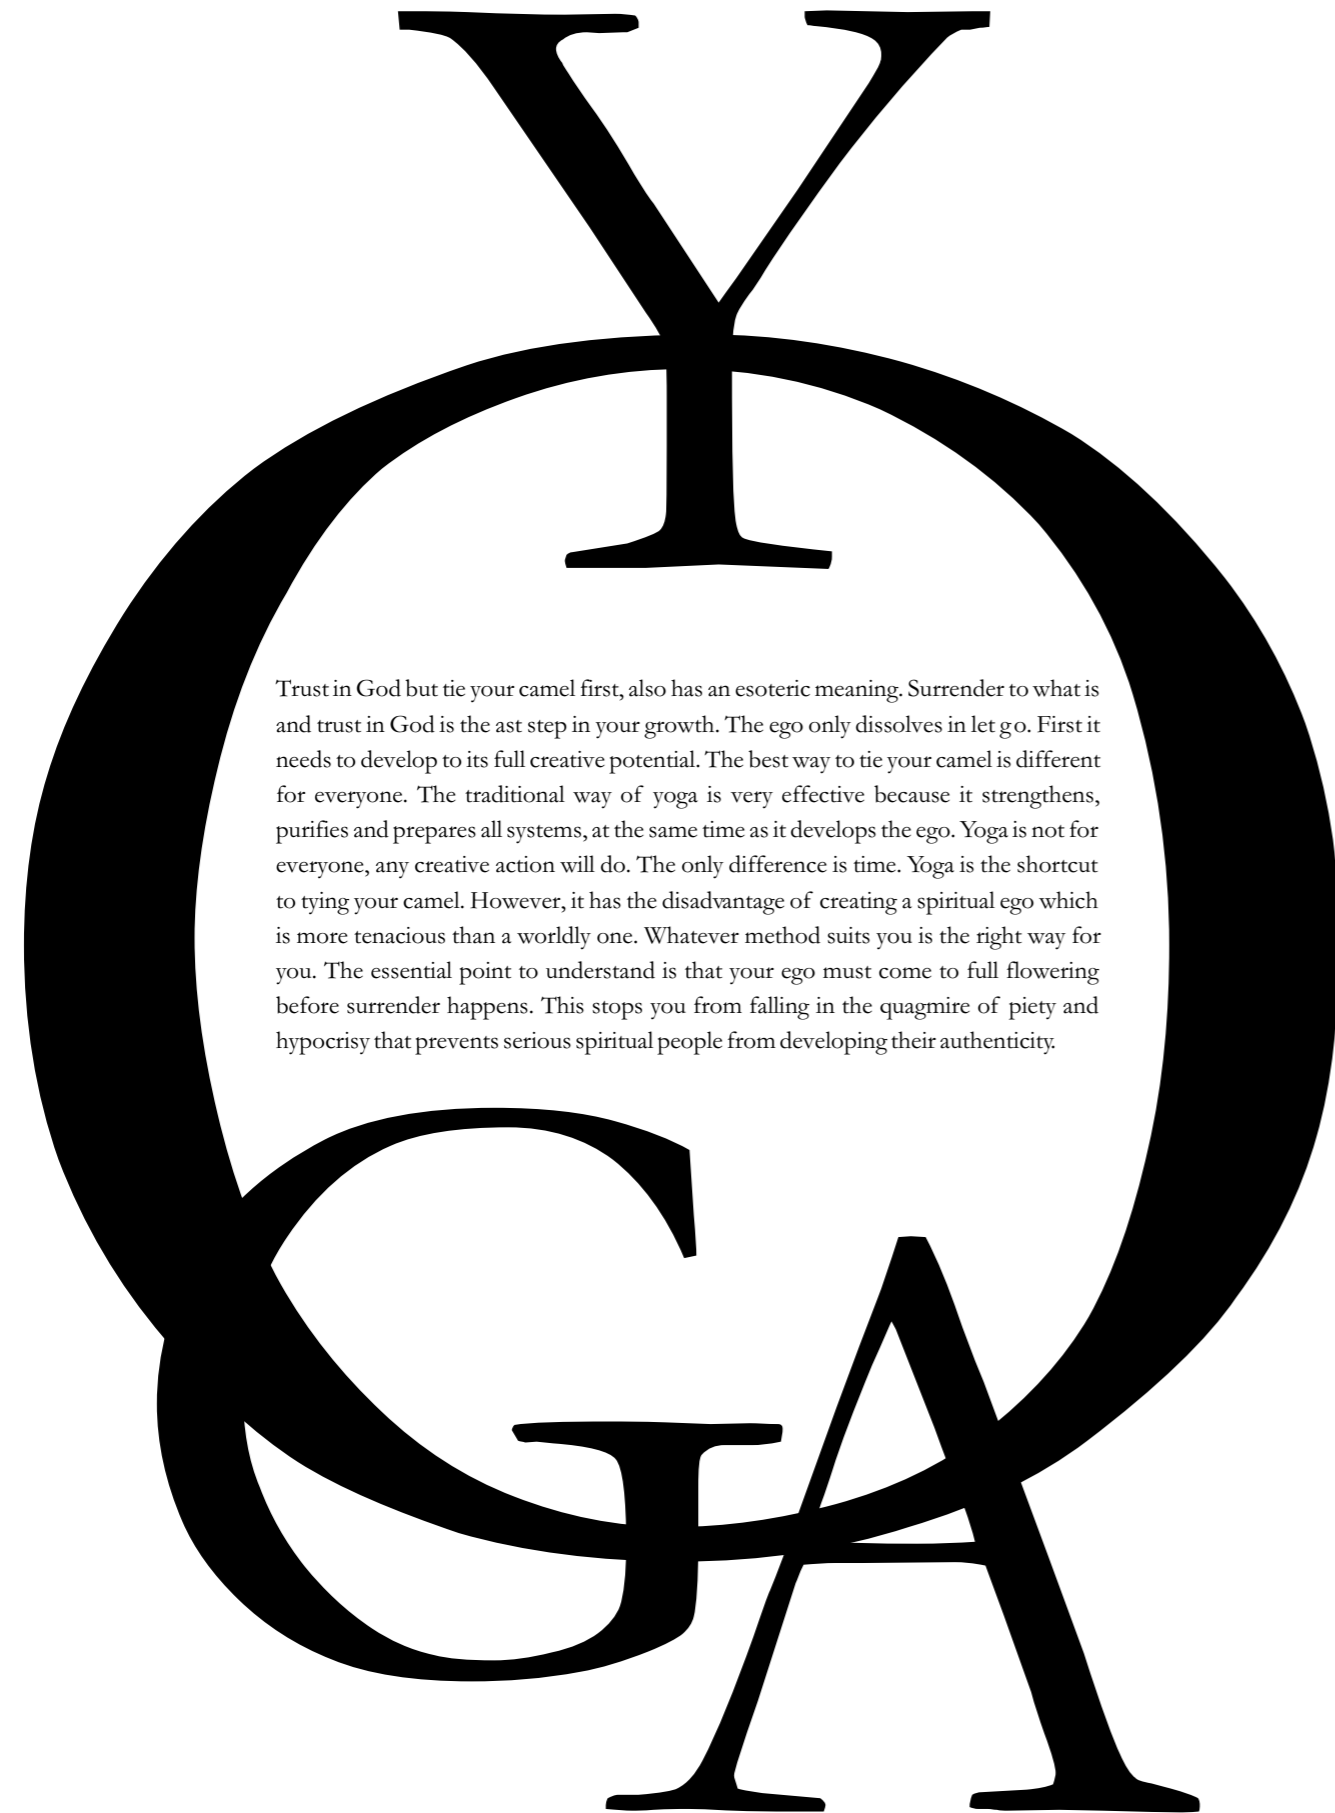 YOGA
Trust in God but tie your camel first, also has an esoteric meaning. Surrender to what is
and trust in God is the ast step in your growth. The ego only dissolves in let go. First it
needs to develop to its full creative potential. The best way to tie your camel is different
for everyone. The traditional way of yoga is very effective because it strengthens,
purifies and prepares all systems, at the same time as it develops the ego. Yoga is not for
everyone, any creative action will do. The only difference is time. Yoga is the shortcut
to tying your camel. However, it has the disadvantage of creating a spiritual ego which
is more tenacious than a worldly one. Whatever method suits you is the right way for
you. The essential point to understand is that your ego must come to full flowering
before surrender happens. This stops you from falling in the quagmire of piety and
hypocrisy that prevents serious spiritual people from developing their authenticity.